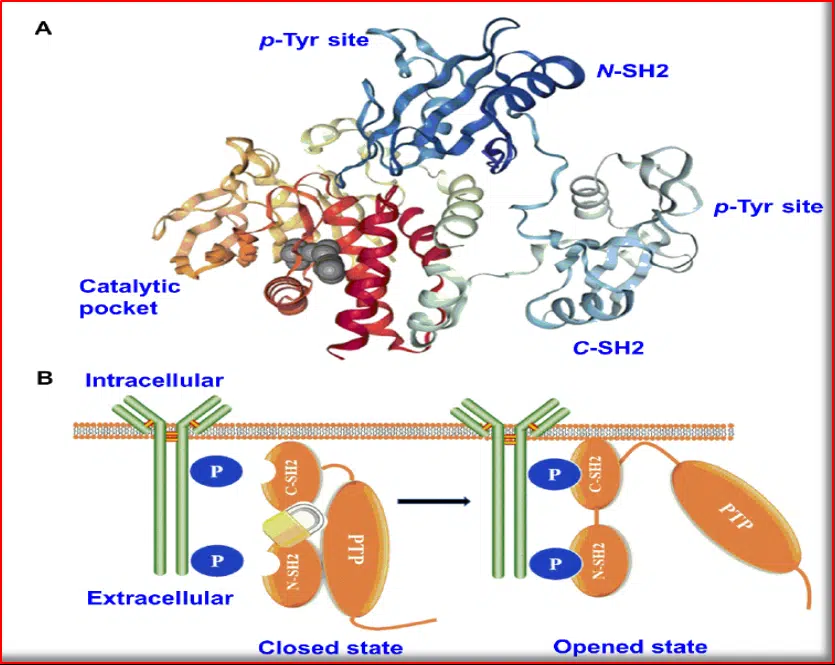 A
p-Tyr site
N-SH2
p-Tyr site
Catalytic
pocket
C-SH2
B
Intracellular
P
C-SH2
P
C-SH2
PTP
PTP
P
N-SH2
P
N-SH2
Extracellular
Closed state
Opened state